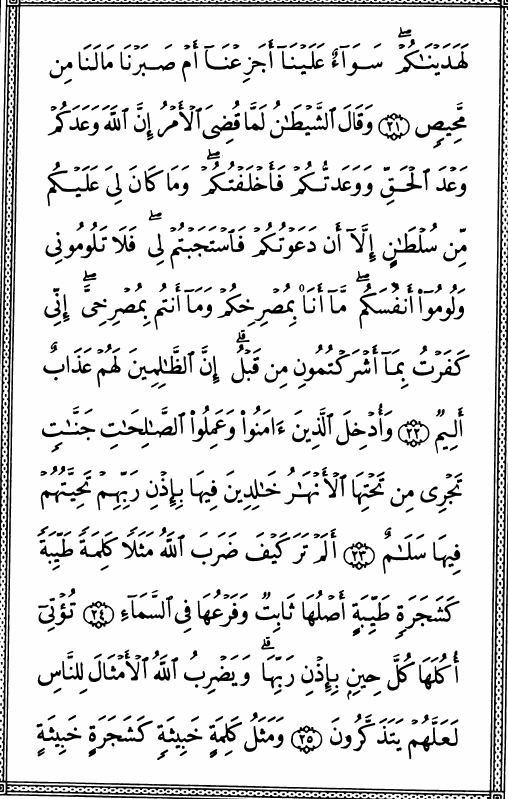 لَهَدَيْنَٰكُمْ ۖ سَوَآءٌ عَلَيْنَآ أَجَزِعْنَآ أَمْ صَبَرْنَا مَا لَنَا مِن
مَّحِيصٍ ﴿٢١﴾ وَقَالَ ٱلشَّيْطَٰنُ لَمَّا قُضِىَ ٱلْأَمْرُ إِنَّ ٱللَّهَ وَعَدَكُمْ
وَعْدَ ٱلْحَقِّ وَوَعَدتُّكُمْ فَأَخْلَفْتُكُمْ ۖ وَمَا كَانَ لِىَ عَلَيْكُم
مِّن سُلْطَٰنٍ إِلَّآ أَن دَعَوْتُكُمْ فَٱسْتَجَبْتُمْ لِى ۖ فَلَا تَلُومُونِى
وَلُومُوٓا۟ أَنفُسَكُم ۖ مَّآ أَنَا۠ بِمُصْرِخِكُمْ وَمَآ أَنتُم بِمُصْرِخِىَّ ۖ إِنِّى
كَفَرْتُ بِمَآ أَشْرَكْتُمُونِ مِن قَبْلُ ۗ إِنَّ ٱلظَّٰلِمِينَ لَهُمْ عَذَابٌ
أَلِيمٌ ﴿٢٢﴾ وَأُدْخِلَ ٱلَّذِينَ ءَامَنُوا۟ وَعَمِلُوا۟ ٱلصَّٰلِحَٰتِ جَنَّٰتٍ
تَجْرِى مِن تَحْتِهَا ٱلْأَنْهَٰرُ خَٰلِدِينَ فِيهَا بِإِذْنِ رَبِّهِمْ ۖ تَحِيَّتُهُمْ
فِيهَا سَلَٰمٌ ﴿٢٣﴾ أَلَمْ تَرَ كَيْفَ ضَرَبَ ٱللَّهُ مَثَلًا كَلِمَةً طَيِّبَةً
كَشَجَرَةٍ طَيِّبَةٍ أَصْلُهَا ثَابِتٌ وَفَرْعُهَا فِى ٱلسَّمَآءِ ﴿٢٤﴾ تُؤْتِىٓ
أُكُلَهَا كُلَّ حِينٍۭ بِإِذْنِ رَبِّهَا ۗ وَيَضْرِبُ ٱللَّهُ ٱلْأَمْثَالَ لِلنَّاسِ
لَعَلَّهُمْ يَتَذَكَّرُونَ ﴿٢٥﴾ وَمَثَلُ كَلِمَةٍ خَبِيثَةٍ كَشَجَرَةٍ خَبِيثَةٍ